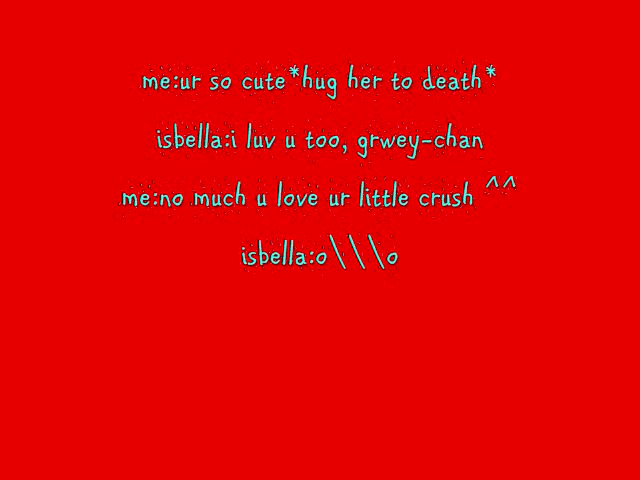 me:ur so cute*hug her to death*
isbella:i luv u too, grwey-chan
me:no much u love ur little crush ^^
isbella:o\\\o